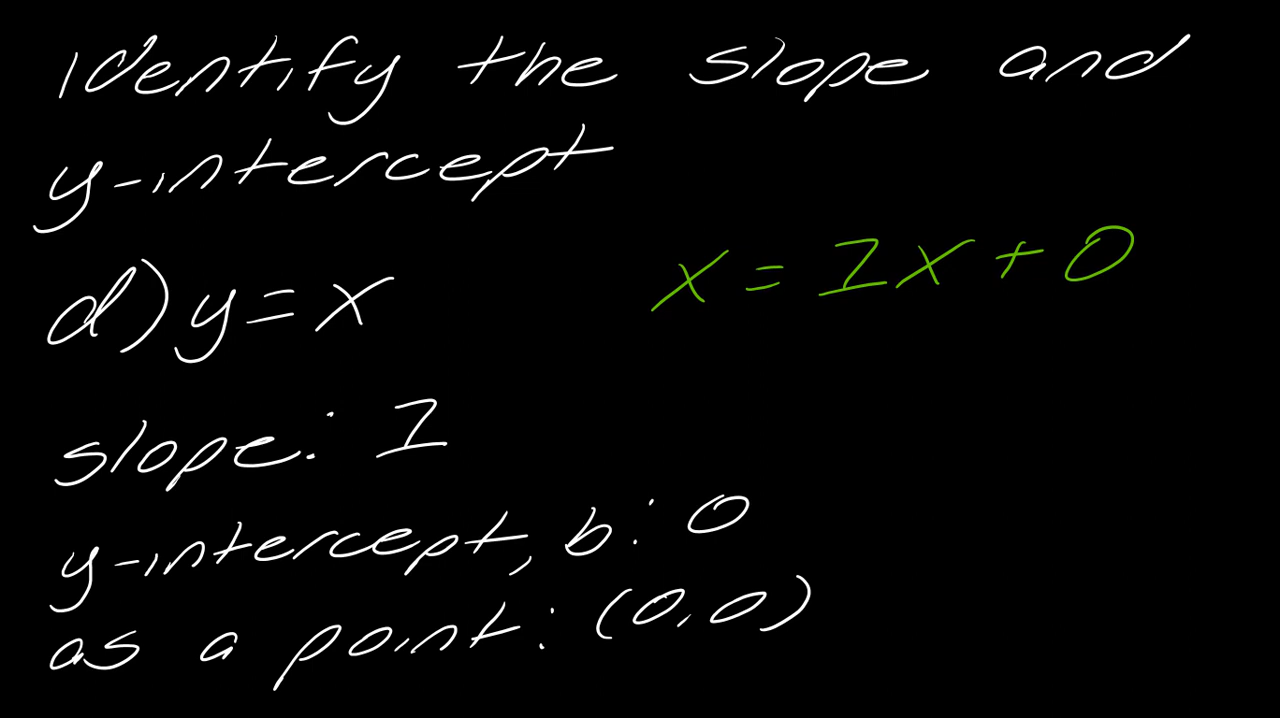 Identify the slope and
y-intercept
d) y = x
x = 1x + 0
slope: 1
y-intercept, b: 0
as a point: (0,0)